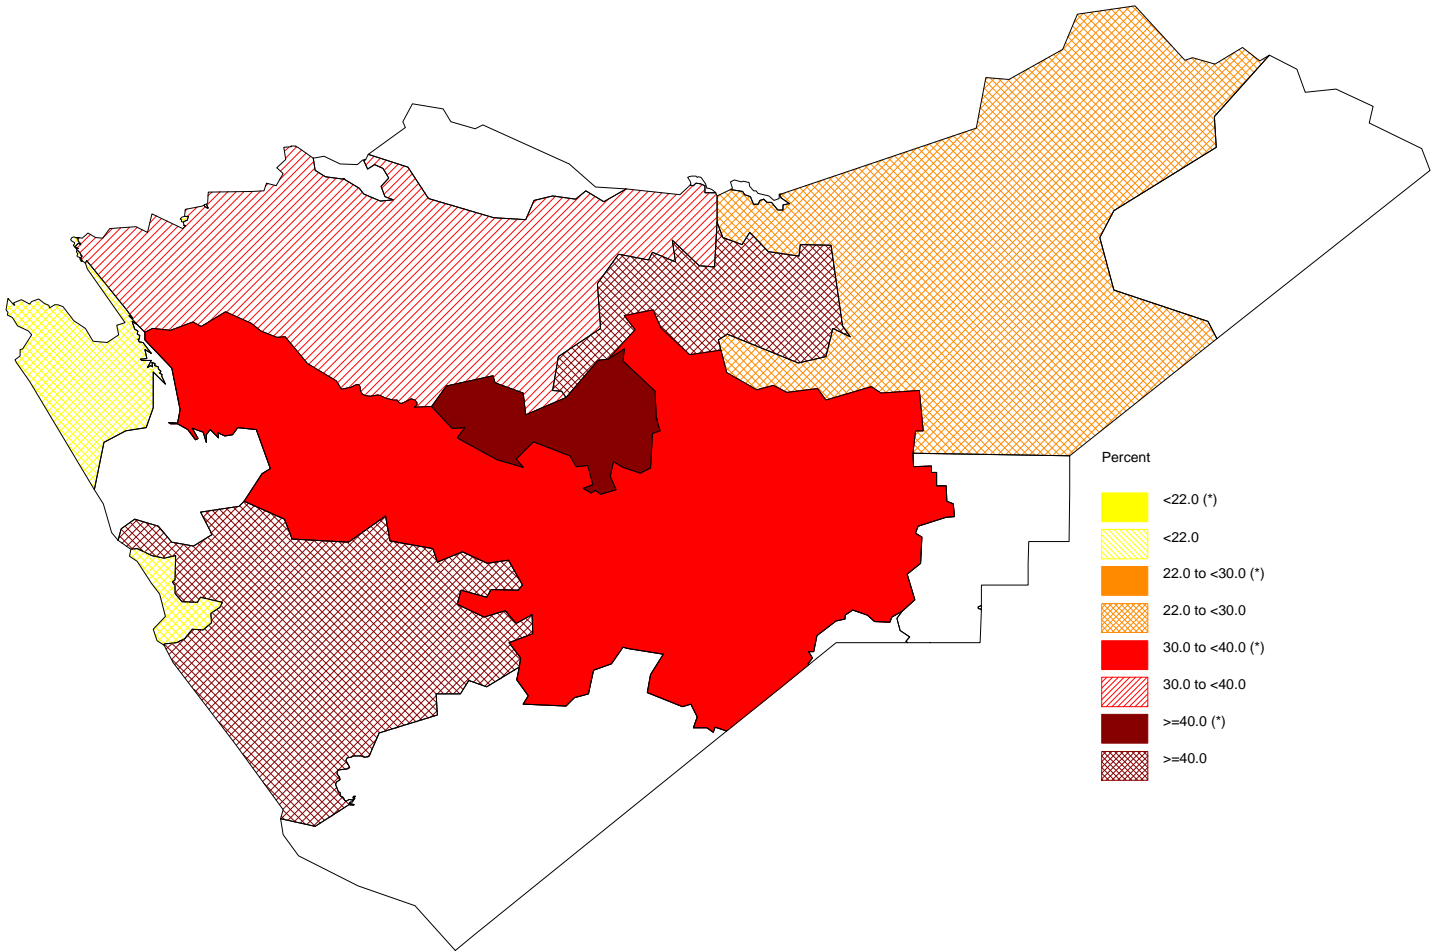 Percent
<22.0 (*)
<22.0
22.0 to <30.0 (*)
22.0 to <30.0
30.0 to <40.0 (*)
30.0 to <40.0
>=40.0 (*)
>=40.0